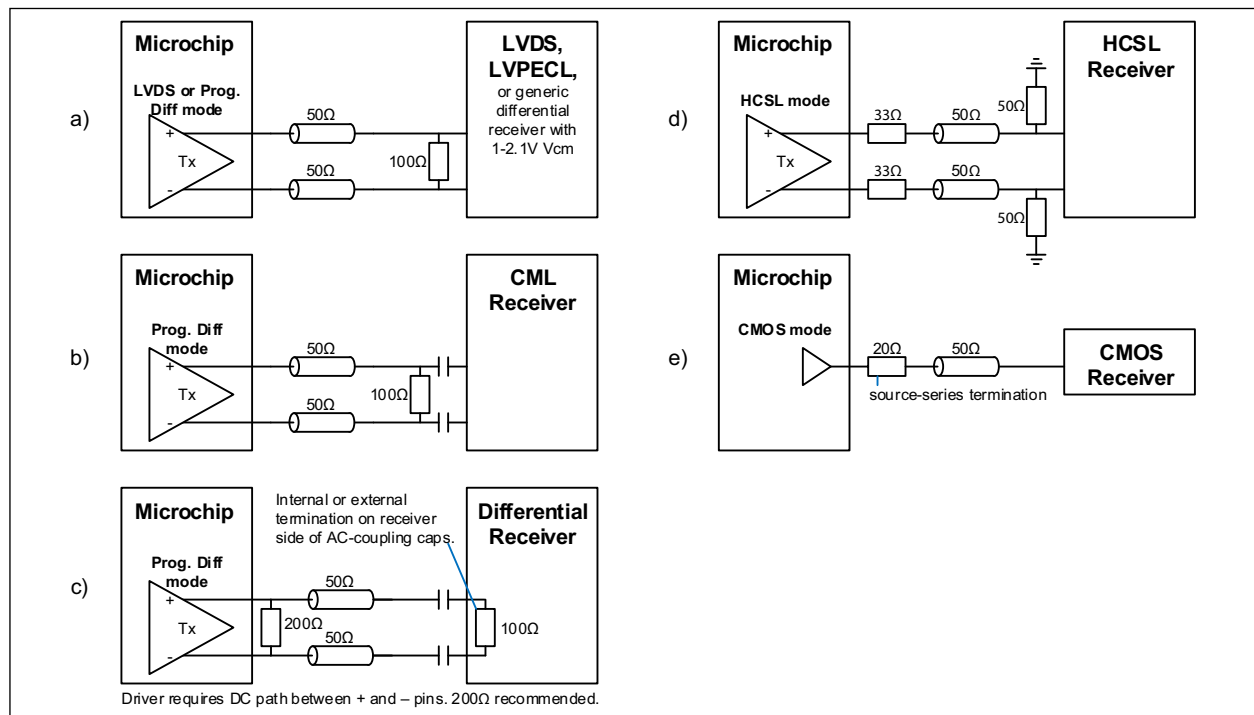 a)
Microchip
LVDS or Prog.
Diff mode
+
Tx
-
50Ω
50Ω
100Ω
LVDS,
LVPECL,
or generic
differential
receiver with
1-2.1V Vcm
b)
Microchip
Prog. Diff
mode
+
Tx
-
50Ω
50Ω
100Ω
CML
Receiver
c)
Microchip
Prog. Diff
mode
+
Tx
-
200Ω
50Ω
50Ω
Internal or external
termination on receiver
side of AC-coupling caps.
Differential
Receiver
100Ω
Driver requires DC path between + and – pins. 200Ω recommended.
d)
Microchip
HCSL mode
+
Tx
-
33Ω
50Ω
50Ω
33Ω
50Ω
50Ω
HCSL
Receiver
e)
Microchip
CMOS mode
20Ω
50Ω
source-series termination
CMOS
Receiver